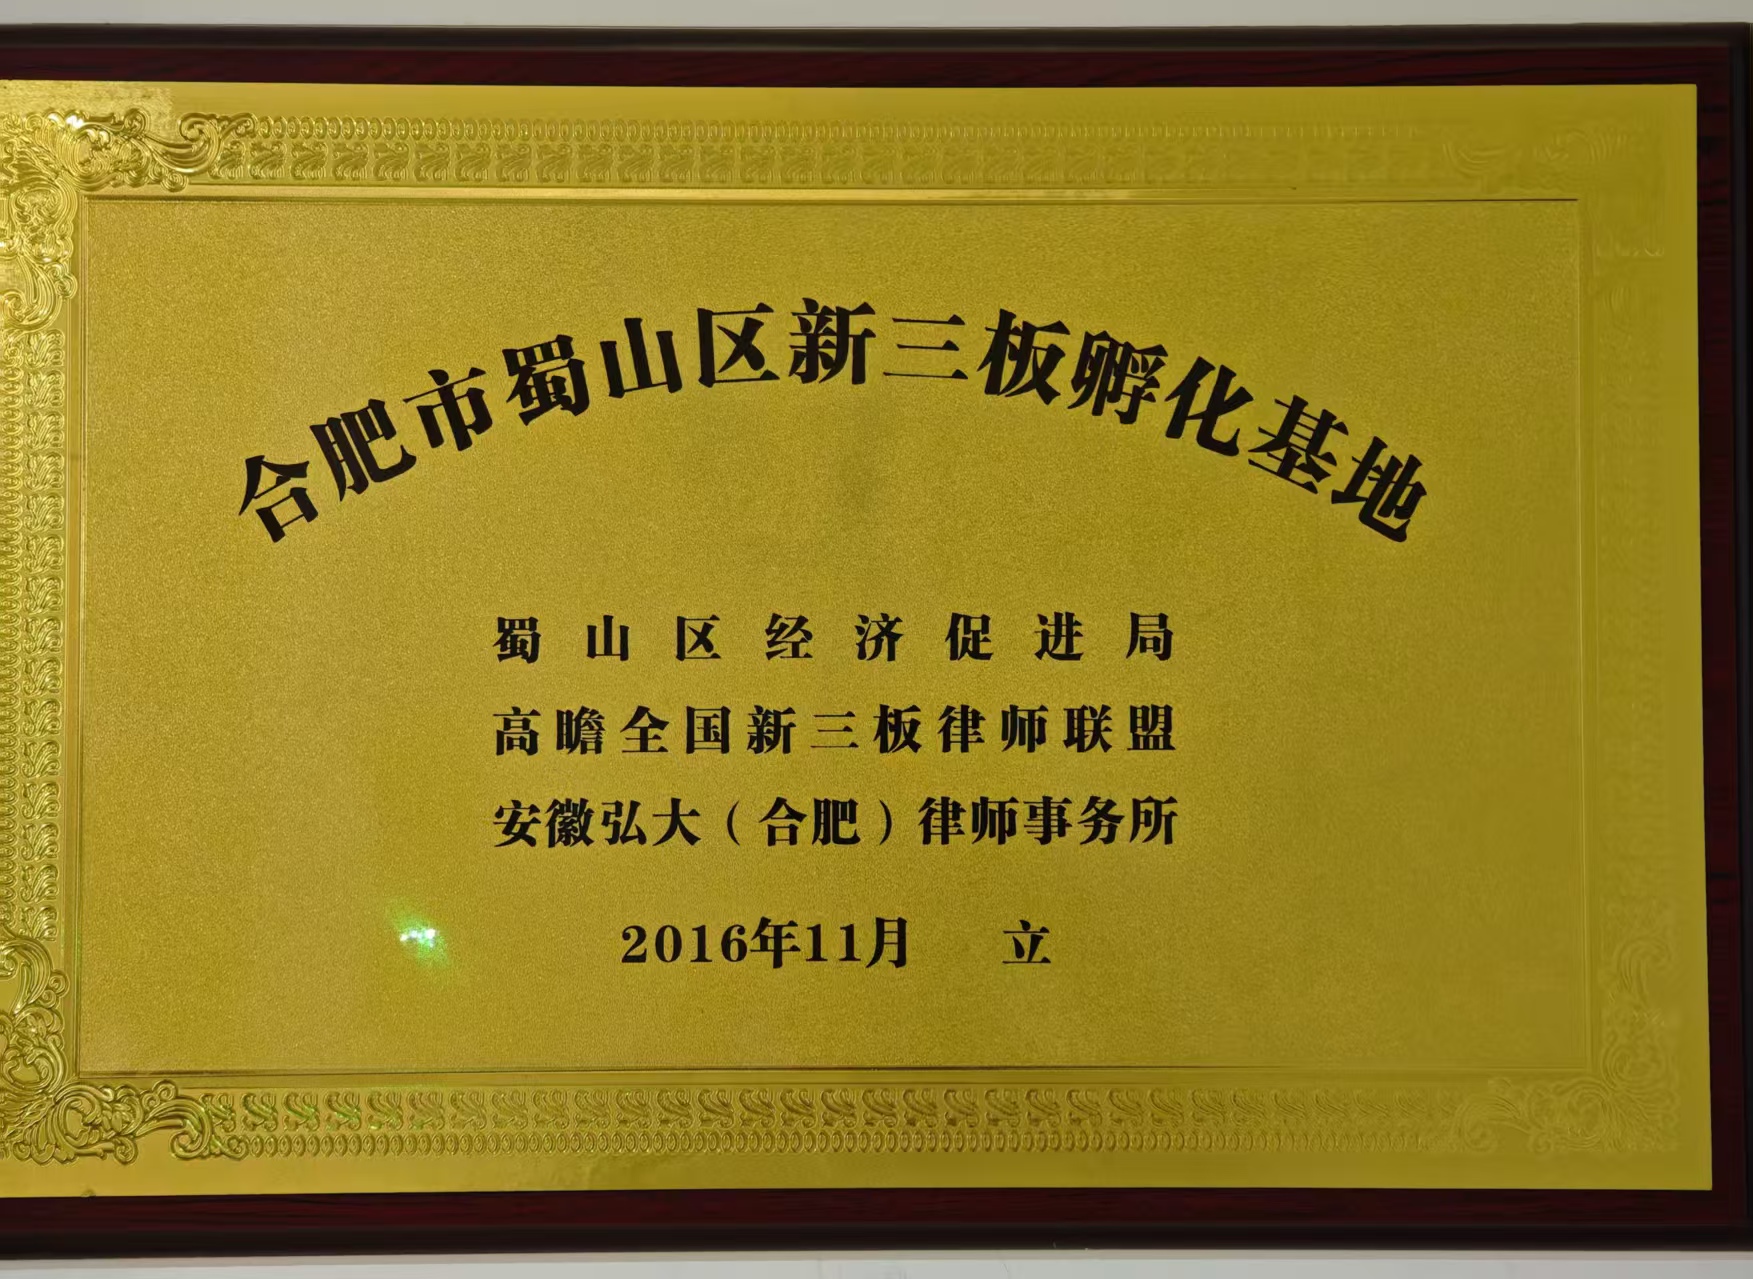 合肥市蜀山区新三板孵化基地
蜀山区经济促进局
高瞻全国新三板律师联盟
安徽弘大（合肥）律师事务所
2016年11月 立